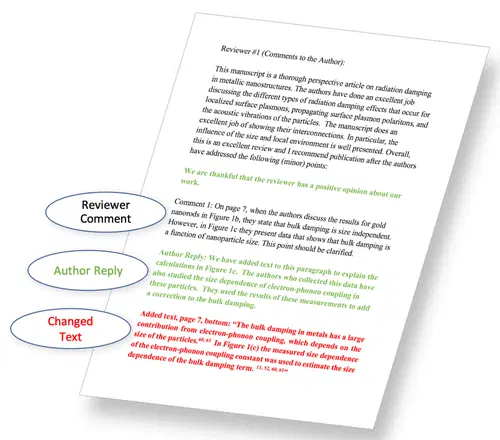 Reviewer #1 (Comments to the Author):
This manuscript is a thorough perspective article on radiation damping
in metallic nanostructures. The authors have done an excellent job
discussing the different types of radiation damping effects that occur for
localized surface plasmons, propagating surface plasmon polaritons, and
the acoustic vibrations of the particles. The manuscript does an
excellent job of showing their interconnections. In particular, the
influence of the size and local environment is well presented. Overall,
this is an excellent review and I recommend publication after the authors
have addressed the following (minor) points:
We are thankful that the reviewer has a positive opinion about our
work.
Reviewer
Comment
Comment 1: On page 7, when the authors discuss the results for gold
nanorods in Figure 1b, they state that bulk damping is size independent.
However, in Figure 1c they present data that shows that bulk damping is
a function of nanoparticle size. This point should be clarified.
Author Reply
Author Reply: We have added text to this paragraph to explain the
calculations in Figure 1c. The authors who collected this data have
also studied the size dependence of electron-phonon coupling in
these particles. They used the results of these measurements to add
a correction to the bulk damping.
Changed
Text
Added text, page 7, bottom: “The bulk damping in metals has a large
contribution from electron-phonon coupling, which depends on the
size of the particles.60, 61 In Figure 1(c) the measured size dependence
of the electron-phonon coupling constant was used to estimate the size
dependence of the bulk damping term. 11, 52, 60, 61”